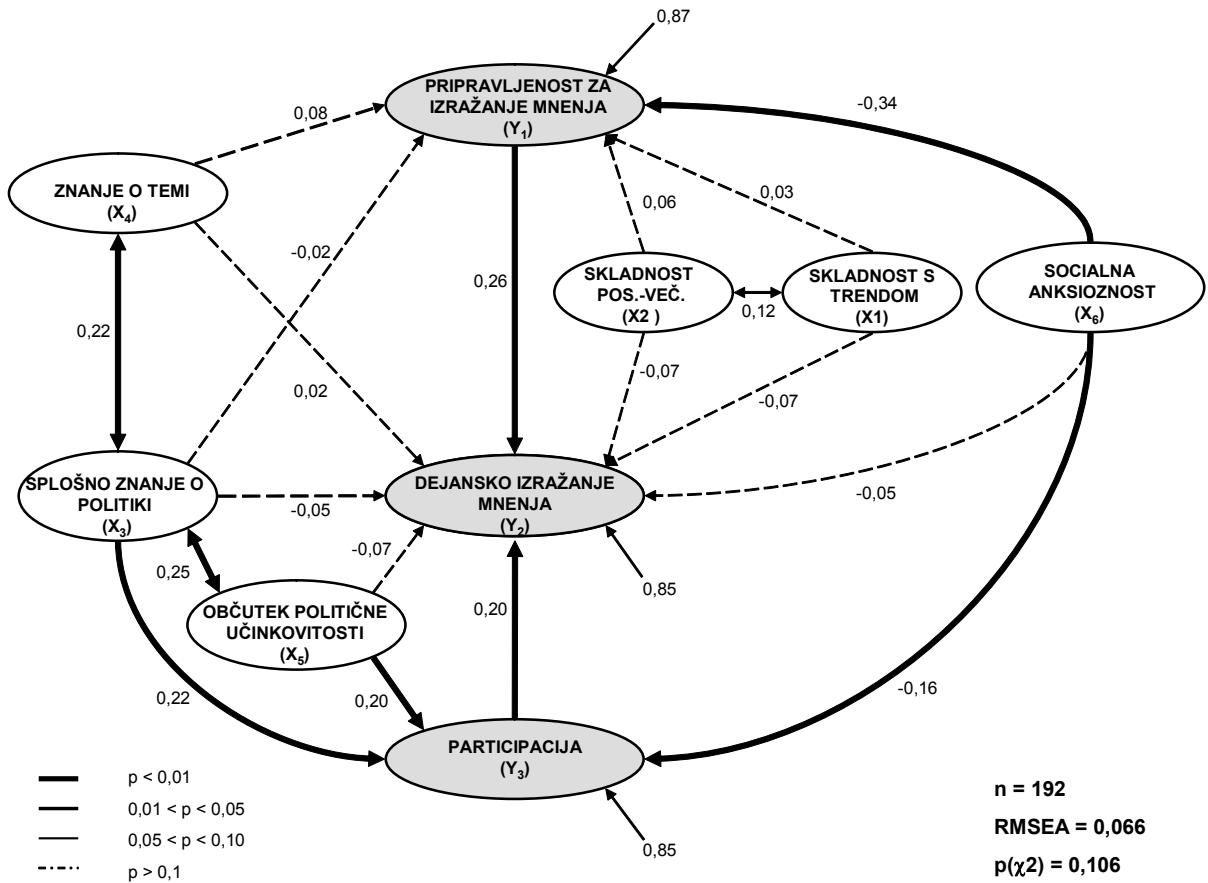 0,87
PRIPRAVLJENOST ZA
IZRAŽANJE MNENJA
(Y1)
-0,34
0,08
ZNANJE O TEMI
(X4)
0,06
0,03
-0,02
SKLADNOST
POS.-VEČ.
(X2 )
SKLADNOST S
TRENDOM
(X1)
SOCIALNA
ANKSIOZNOST
(X6)
0,26
0,12
0,22
0,02
-0,07
-0,07
SPLOŠNO ZNANJE O
POLITIKI
(X3)
DEJANSKO IZRAŽANJE
MNENJA
(Y2)
-0,05
-0,05
-0,07
0,25
0,85
OBČUTEK POLITIČNE
UČINKOVITOSTI
(X5)
0,20
0,22
0,20
-0,16
PARTICIPACIJA
(Y3)
0,85
p < 0,01
0,01 < p < 0,05
0,05 < p < 0,10
p > 0,1
n = 192
RMSEA = 0,066
p(χ2) = 0,106